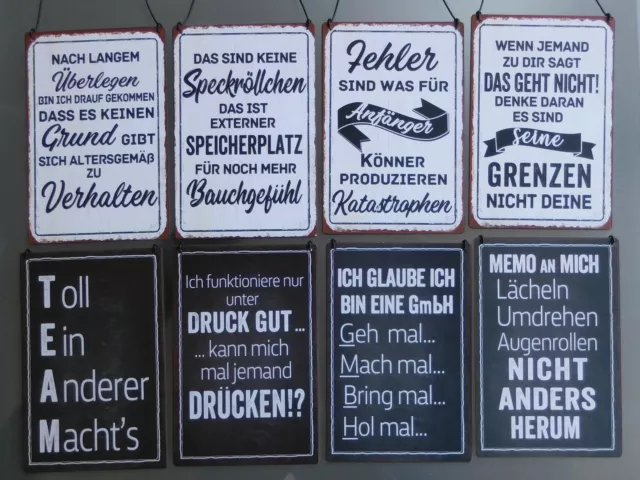 NACH LANGEM
Überlegen
BIN ICH DRAUF GEKOMMEN
DASS ES KEINEN
Grund GIBT
SICH ALTERSGEMÄß
ZU
Verhalten
DAS SIND KEINE
Speckröllchen
DAS IST
EXTERNER
SPEICHERPLATZ
FÜR NOCH MEHR
Bauchgefühl
Fehler
SIND WAS FÜR
Anfänger
KÖNNER
PRODUZIEREN
Katastrophen
WENN JEMAND
ZU DIR SAGT
DAS GEHT NICHT!
DENKE DARAN
ES SIND
Seine
GRENZEN
NICHT DEINE
Toll
Ein
Anderer
Macht's
Ich funktioniere nur
unter
DRUCK GUT...
... kann mich
mal jemand
DRÜCKEN!?
ICH GLAUBE ICH
BIN EINE GmbH
Geh mal...
Mach mal...
Bring mal...
Hol mal...
MEMO AN MICH
Lächeln
Umdrehen
Augenrollen
NICHT
ANDERS
HERUM